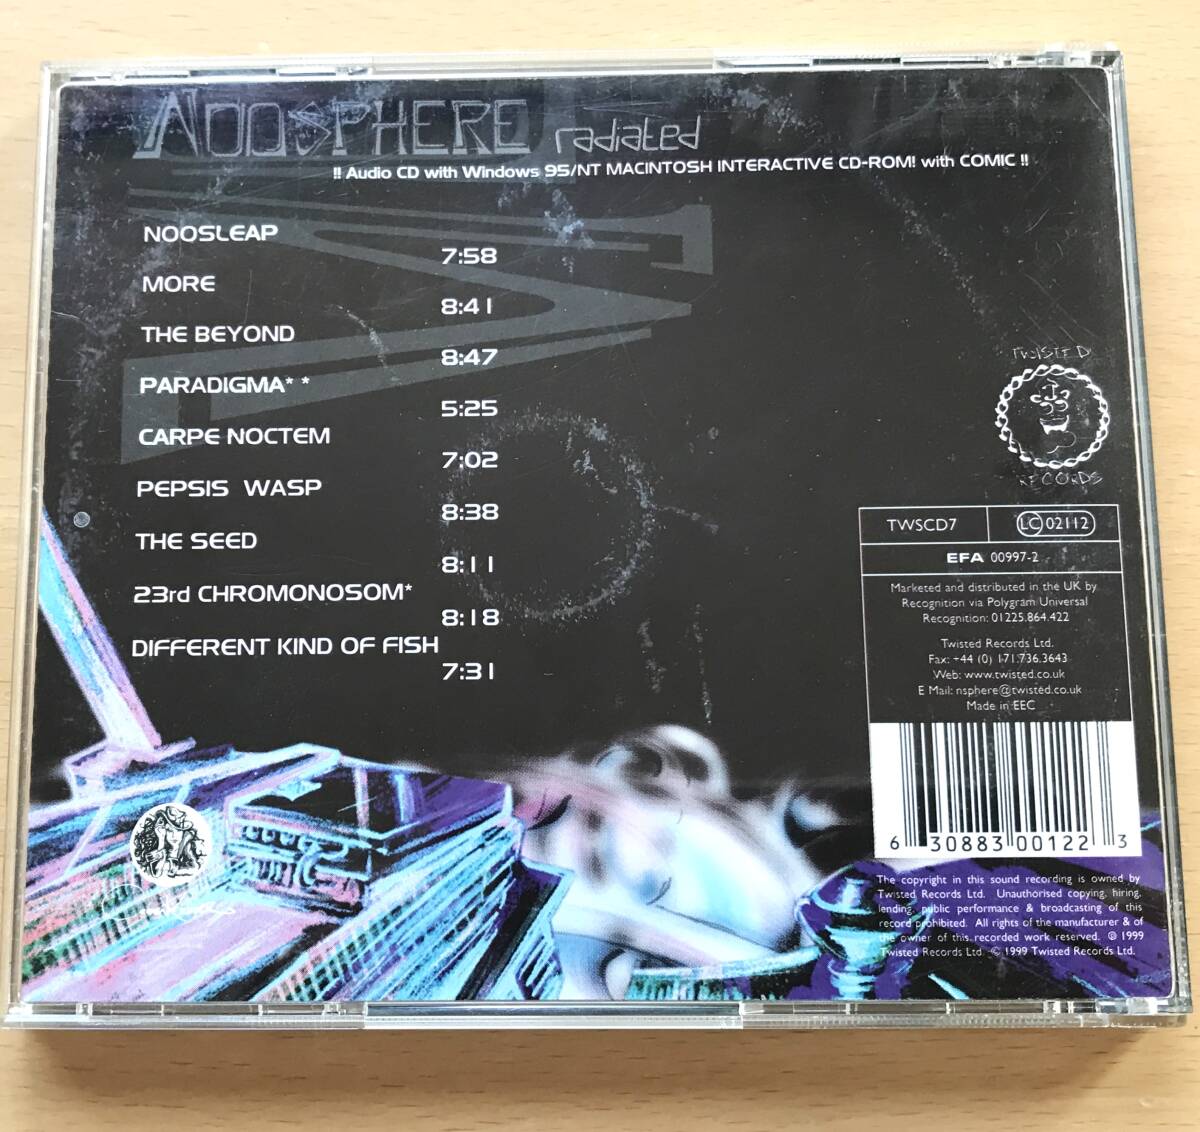 NOOSPHERE radiated
!! Audio CD with Windows 95/NT MACINTOSH INTERACTIVE CD-ROM! with COMIC !!
NOOSLEAP
7:58
MORE
8:41
THE BEYOND
8:47
PARADIGMA**
5:25
CARPE NOCTEM
7:02
PEPSIS WASP
8:38
THE SEED
8:11
23rd CHROMONOSOM*
8:18
DIFFERENT KIND OF FISH
7:31
TWISTED
RECORDS
TWSCD7
LC 02112
EFA 00997-2
Marketed and distributed in the UK by
Recognition via Polygram Universal
Recognition: 01225.864.422
Twisted Records Ltd.
Fax: +44 (0) 171.736.3643
Web: www.twisted.co.uk
E Mail: nsphere@twisted.co.uk
Made in EEC
6 30883 00122 3
The copyright in this sound recording is owned by
Twisted Records Ltd. Unauthorised copying, hiring,
lending, public performance & broadcasting of this
record prohibited. All rights of the manufacturer & of
the owner of this recorded work reserved. ℗ 1999
Twisted Records Ltd. © 1999 Twisted Records Ltd.